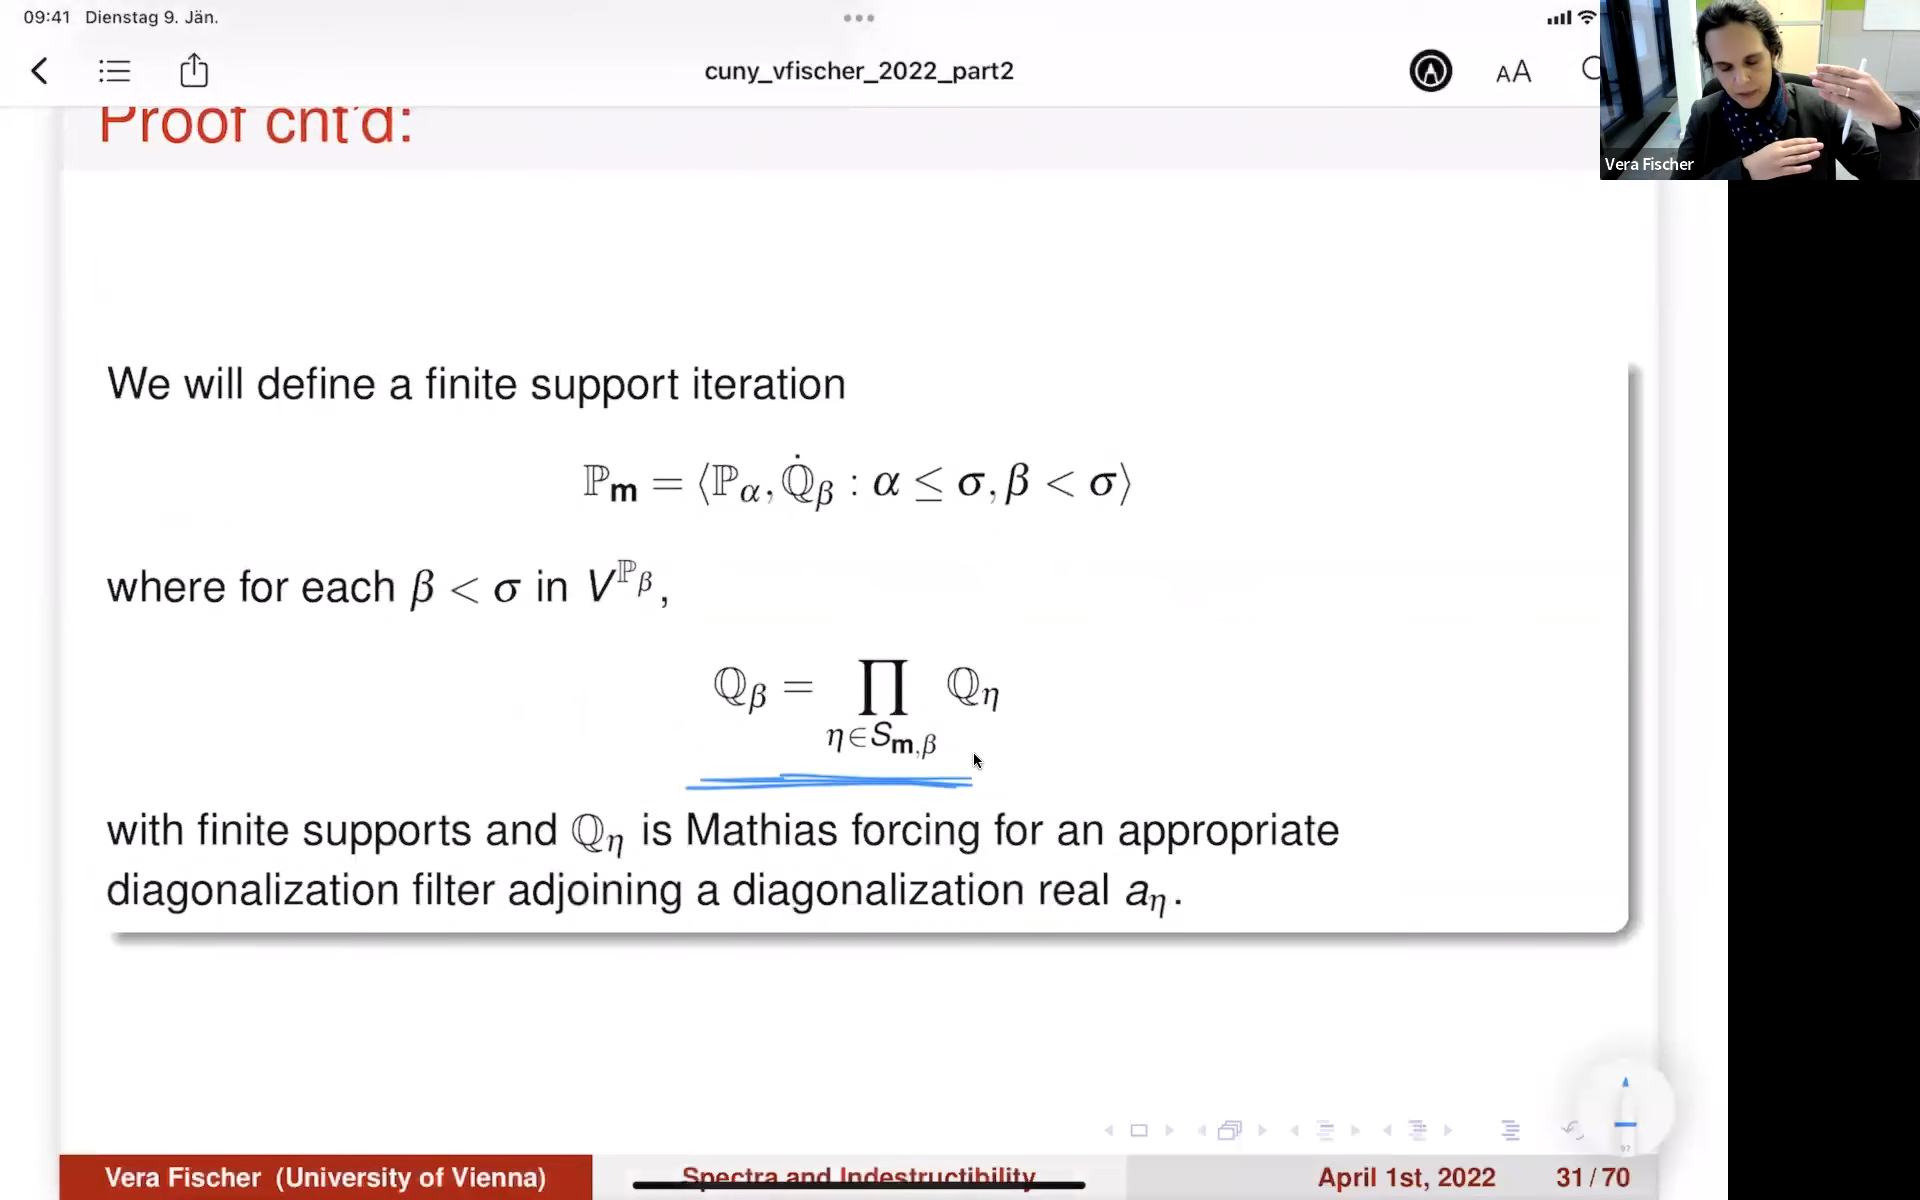 09:41 Dienstag 9. Jän.
cuny_vfischer_2022_part2
AA
Vera Fischer
Proof cnt'd:
We will define a finite support iteration
ℙ𝐦 = ⟨ℙ_α, ℚ̇_β : α ≤ σ, β < σ⟩
where for each β < σ in V^{ℙ_β},
ℚ_β = ∏_{η∈S_{𝐦,β}} ℚ_η
with finite supports and ℚ_η is Mathias forcing for an appropriate
diagonalization filter adjoining a diagonalization real a_η.
Vera Fischer (University of Vienna) Spectra and Indestructibility April 1st, 2022 31 / 70